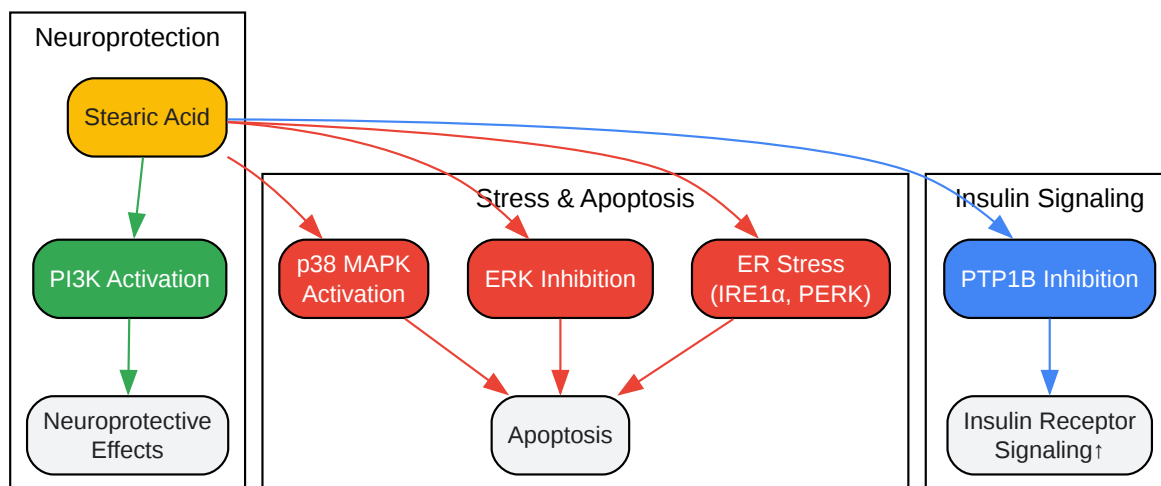 Neuroprotection
Stearic Acid
Stress & Apoptosis
Insulin Signaling
PI3K Activation
p38 MAPK
Activation
ERK Inhibition
ER Stress
(IRE1α, PERK)
PTP1B Inhibition
Neuroprotective
Effects
Apoptosis
Insulin Receptor
Signaling↑